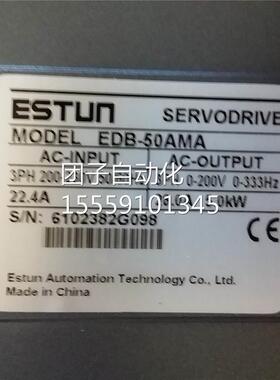 ESTUN SERVODRIVE
MODEL EDB-50AMA
AC-INPUT AC-OUTPUT
3PH 200 0-200V 0-333Hz
团子自动化
22.4A kW
15559101345
S/N: 6102382G098 CE
Estun Automation Technology Co., Ltd.
Made in China